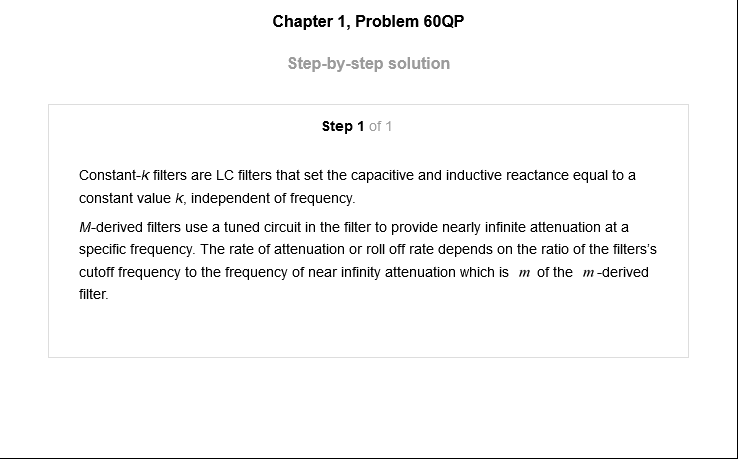 Chapter 1, Problem 60QP
Step-by-step solution
Step 1 of 1
Constant-k filters are LC filters that set the capacitive and inductive reactance equal to a
constant value k, independent of frequency.
M-derived filters use a tuned circuit in the filter to provide nearly infinite attenuation at a
specific frequency. The rate of attenuation or roll off rate depends on the ratio of the filters's
cutoff frequency to the frequency of near infinity attenuation which is m of the m-derived
filter.